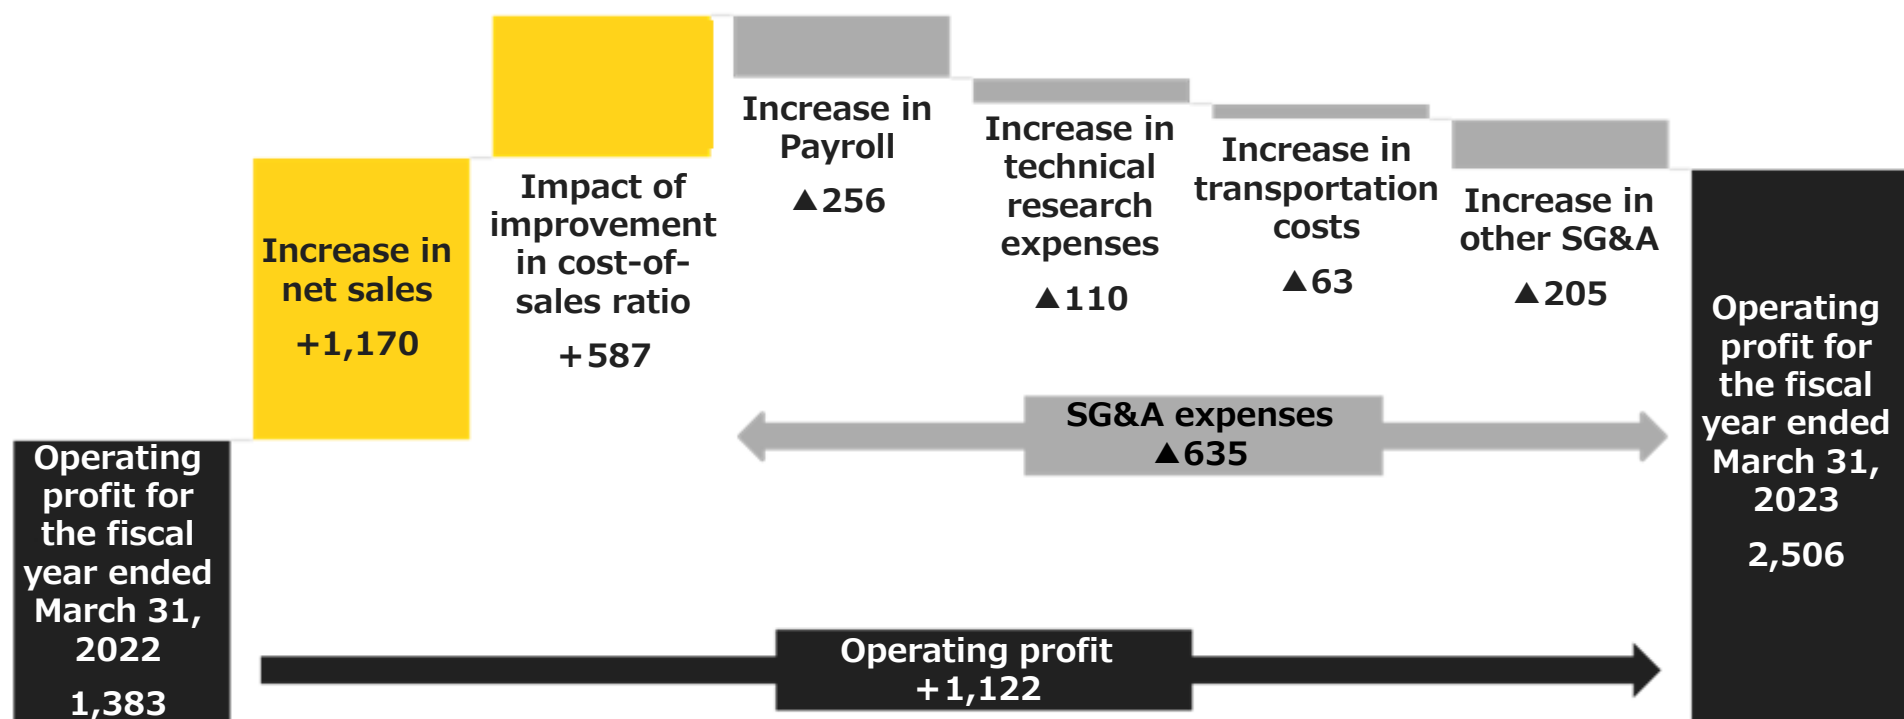 Operating
profit for
the fiscal
year ended
March 31,
2022
1,383
Increase in
net sales
+1,170
Impact of
improvement
in cost-of-
sales ratio
+587
Increase in
Payroll
▲256
Increase in
technical
research
expenses
▲110
Increase in
transportation
costs
▲63
Increase in
other SG&A
▲205
SG&A expenses
▲635
Operating profit
+1,122
Operating
profit for
the fiscal
year ended
March 31,
2023
2,506